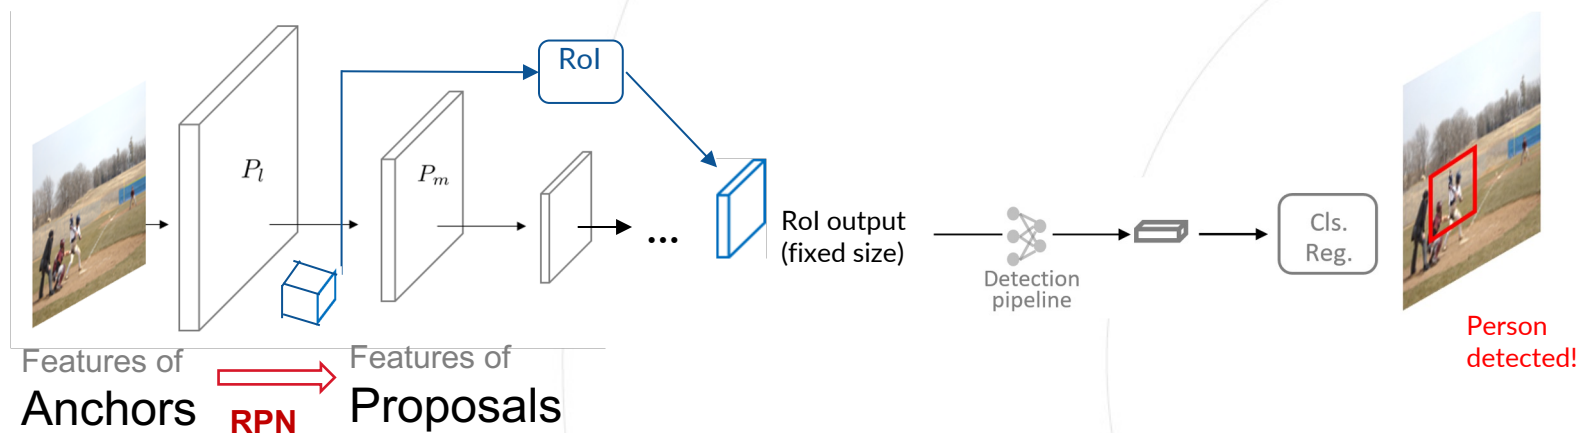 RoI
P_l
P_m
...
RoI output
(fixed size)
Detection
pipeline
Cls.
Reg.
Person
detected!
Features of
Anchors
RPN
Features of
Proposals